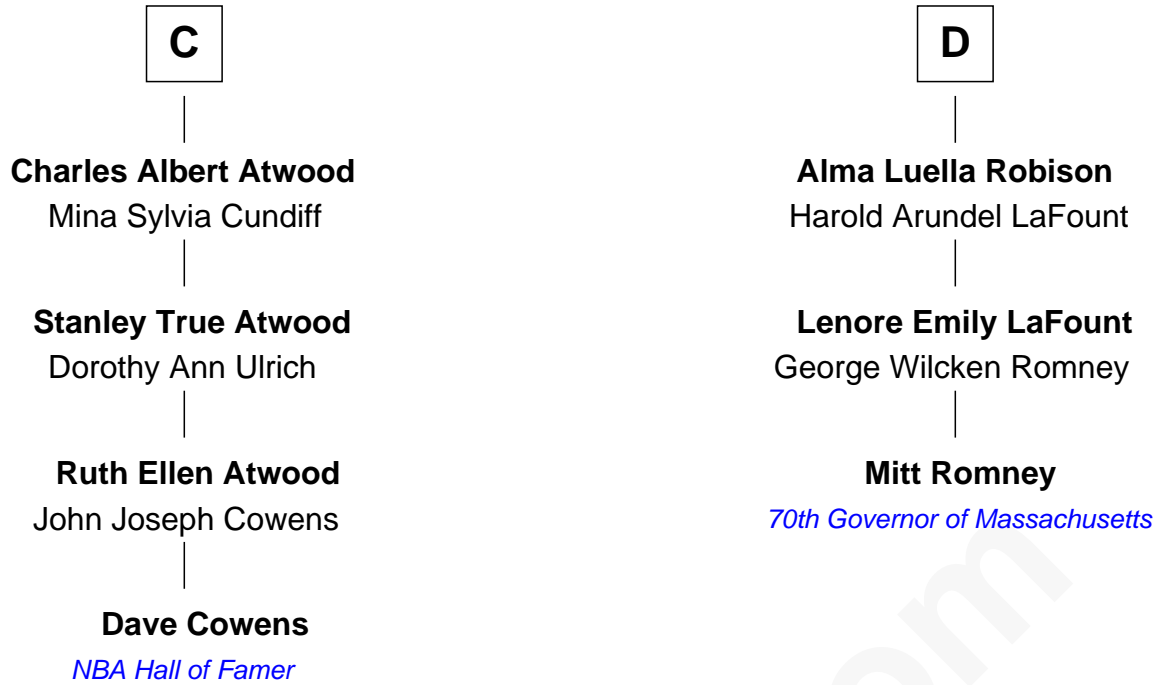 C
Charles Albert Atwood
Mina Sylvia Cundiff
Stanley True Atwood
Dorothy Ann Ulrich
Ruth Ellen Atwood
John Joseph Cowens
Dave Cowens
NBA Hall of Famer
D
Alma Luella Robison
Harold Arundel LaFount
Lenore Emily LaFount
George Wilcken Romney
Mitt Romney
70th Governor of Massachusetts
om